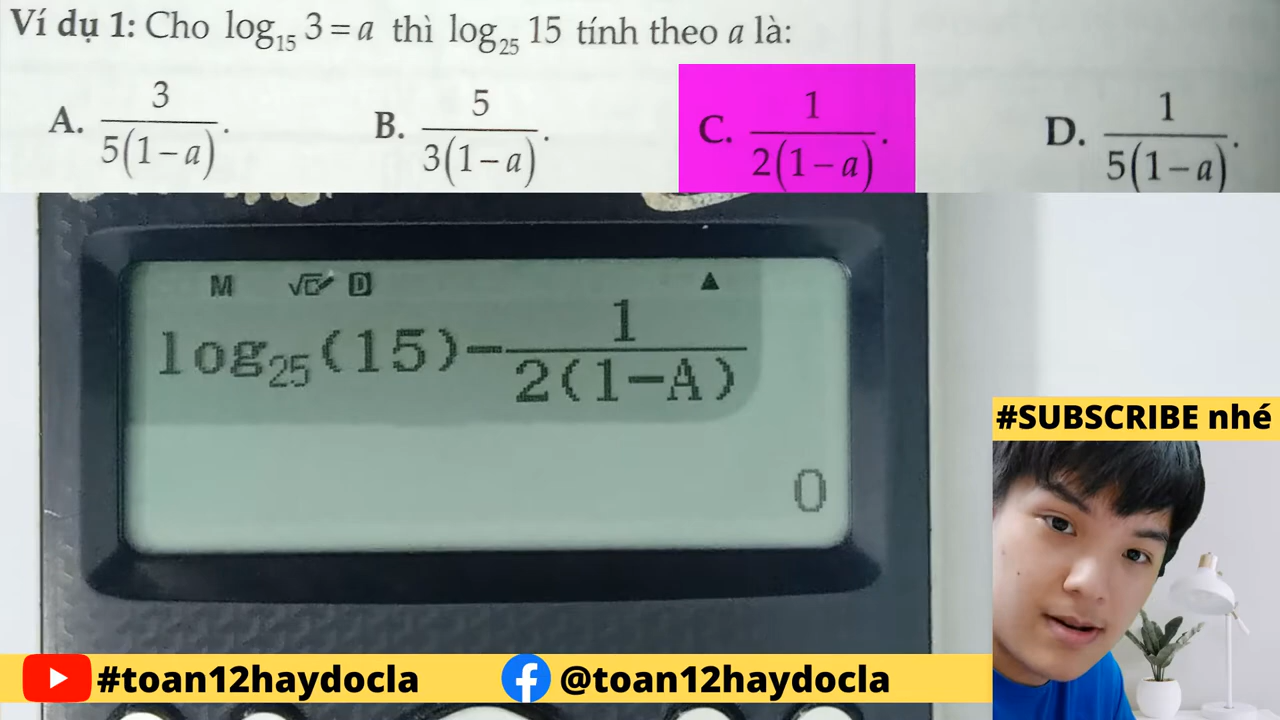 Ví dụ 1: Cho log₁₅ 3 = a thì log₂₅ 15 tính theo a là:
A. 3/5(1−a). B. 5/3(1−a). C. 1/2(1−a). D. 1/5(1−a).
M √ D ▲
log₂₅(15)−1/2(1−A)
0
#SUBSCRIBE nhé
#toan12haydocla @toan12haydocla